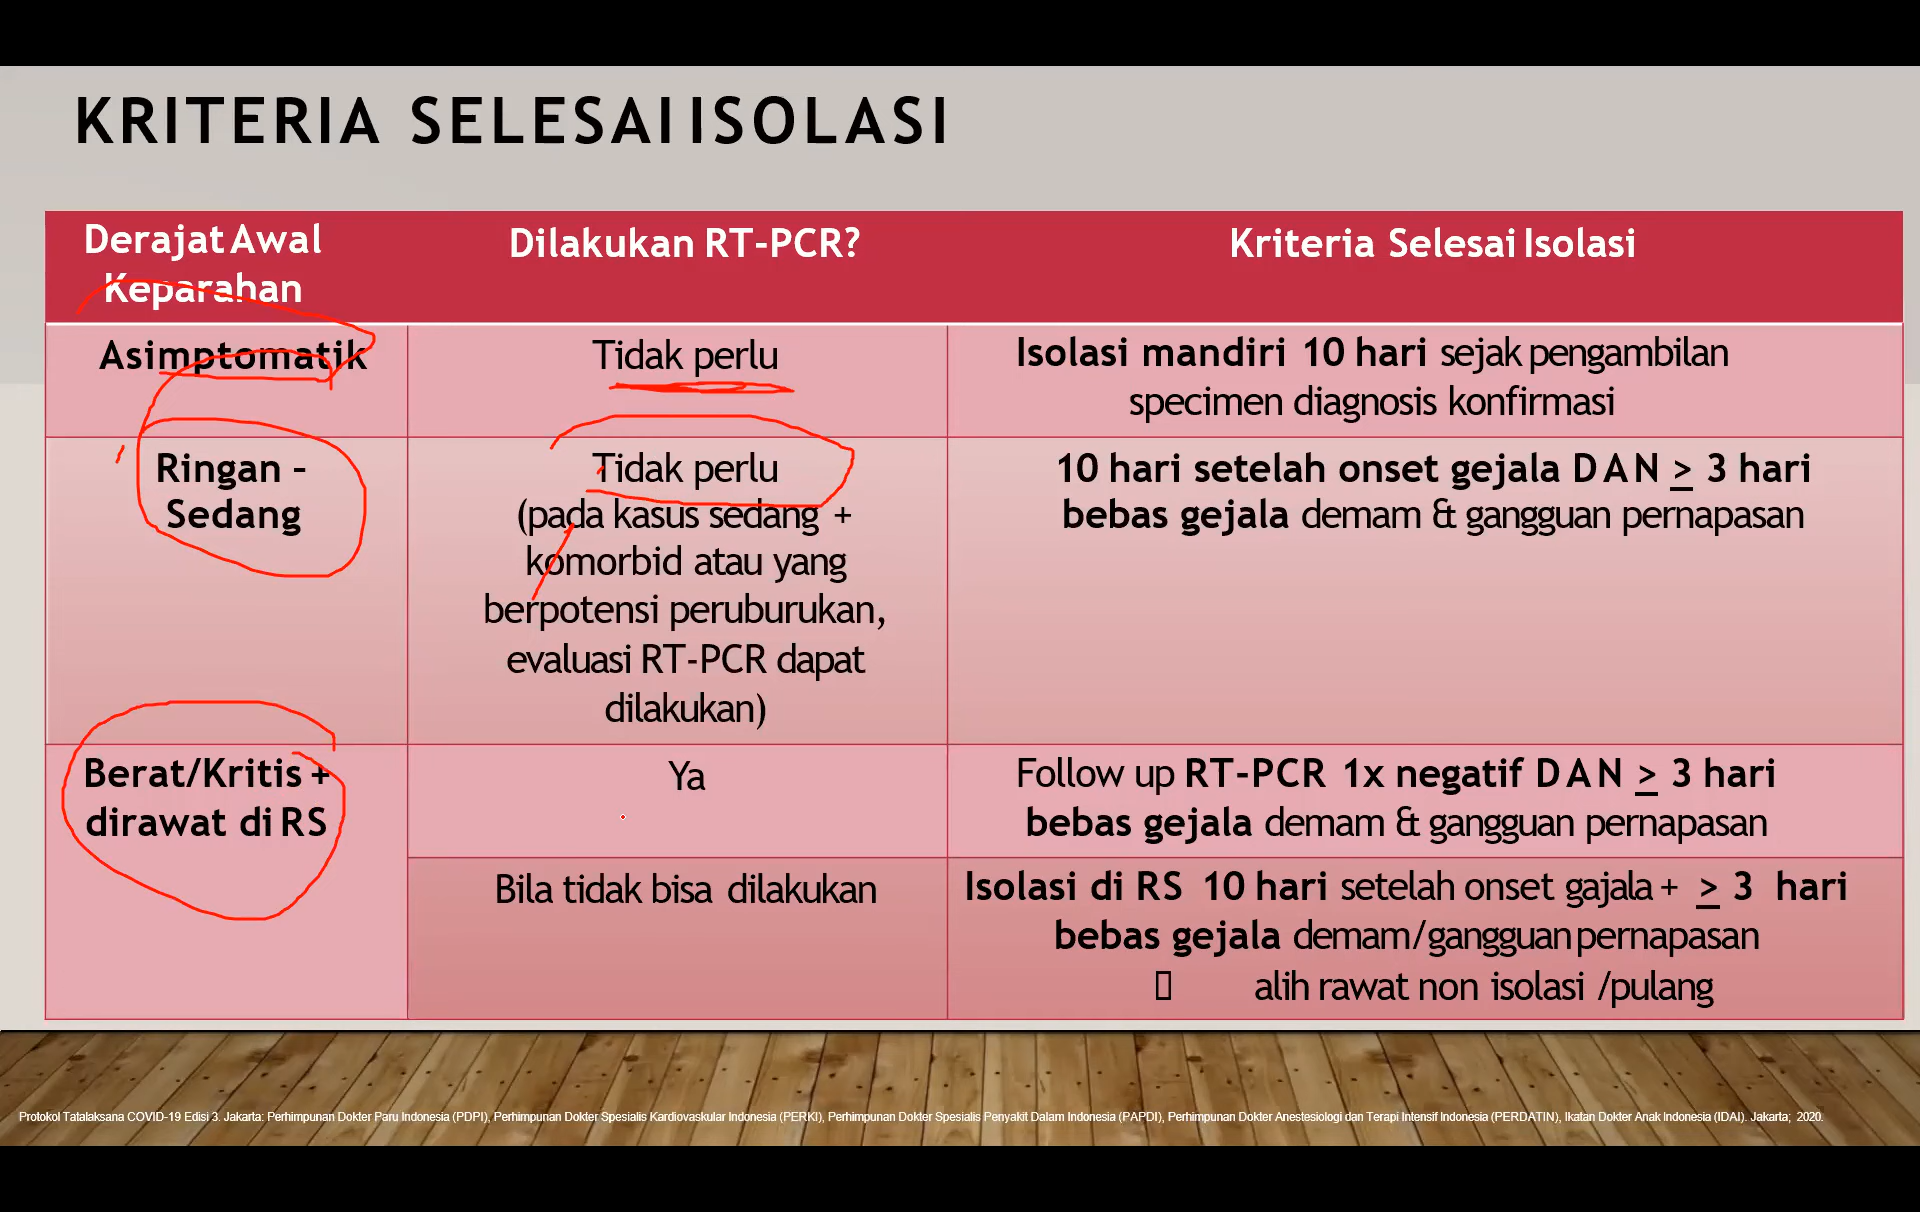 KRITERIA SELESAI ISOLASI
Derajat Awal
Keparahan
Dilakukan RT-PCR?
Kriteria Selesai Isolasi
Asimptomatik
Tidak perlu
Isolasi mandiri 10 hari sejak pengambilan
specimen diagnosis konfirmasi
Ringan –
Sedang
Tidak perlu
(pada kasus sedang +
komorbid atau yang
berpotensi peruburukan,
evaluasi RT-PCR dapat
dilakukan)
10 hari setelah onset gejala DAN ≥ 3 hari
bebas gejala demam & gangguan pernapasan
Berat/Kritis +
dirawat di RS
Ya
Follow up RT-PCR 1x negatif DAN ≥ 3 hari
bebas gejala demam & gangguan pernapasan
Bila tidak bisa dilakukan
Isolasi di RS 10 hari setelah onset gajala + ≥ 3 hari
bebas gejala demam/gangguan pernapasan
alih rawat non isolasi /pulang
Protokol Tatalaksana COVID-19 Edisi 3. Jakarta: Perhimpunan Dokter Paru Indonesia (PDPI), Perhimpunan Dokter Spesialis Kardiovaskular Indonesia (PERKI), Perhimpunan Dokter Spesialis Penyakit Dalam Indonesia (PAPDI), Perhimpunan Dokter Anestesiologi dan Terapi Intensif Indonesia (PERDATIN), Ikatan Dokter Anak Indonesia (IDAI). Jakarta; 2020.